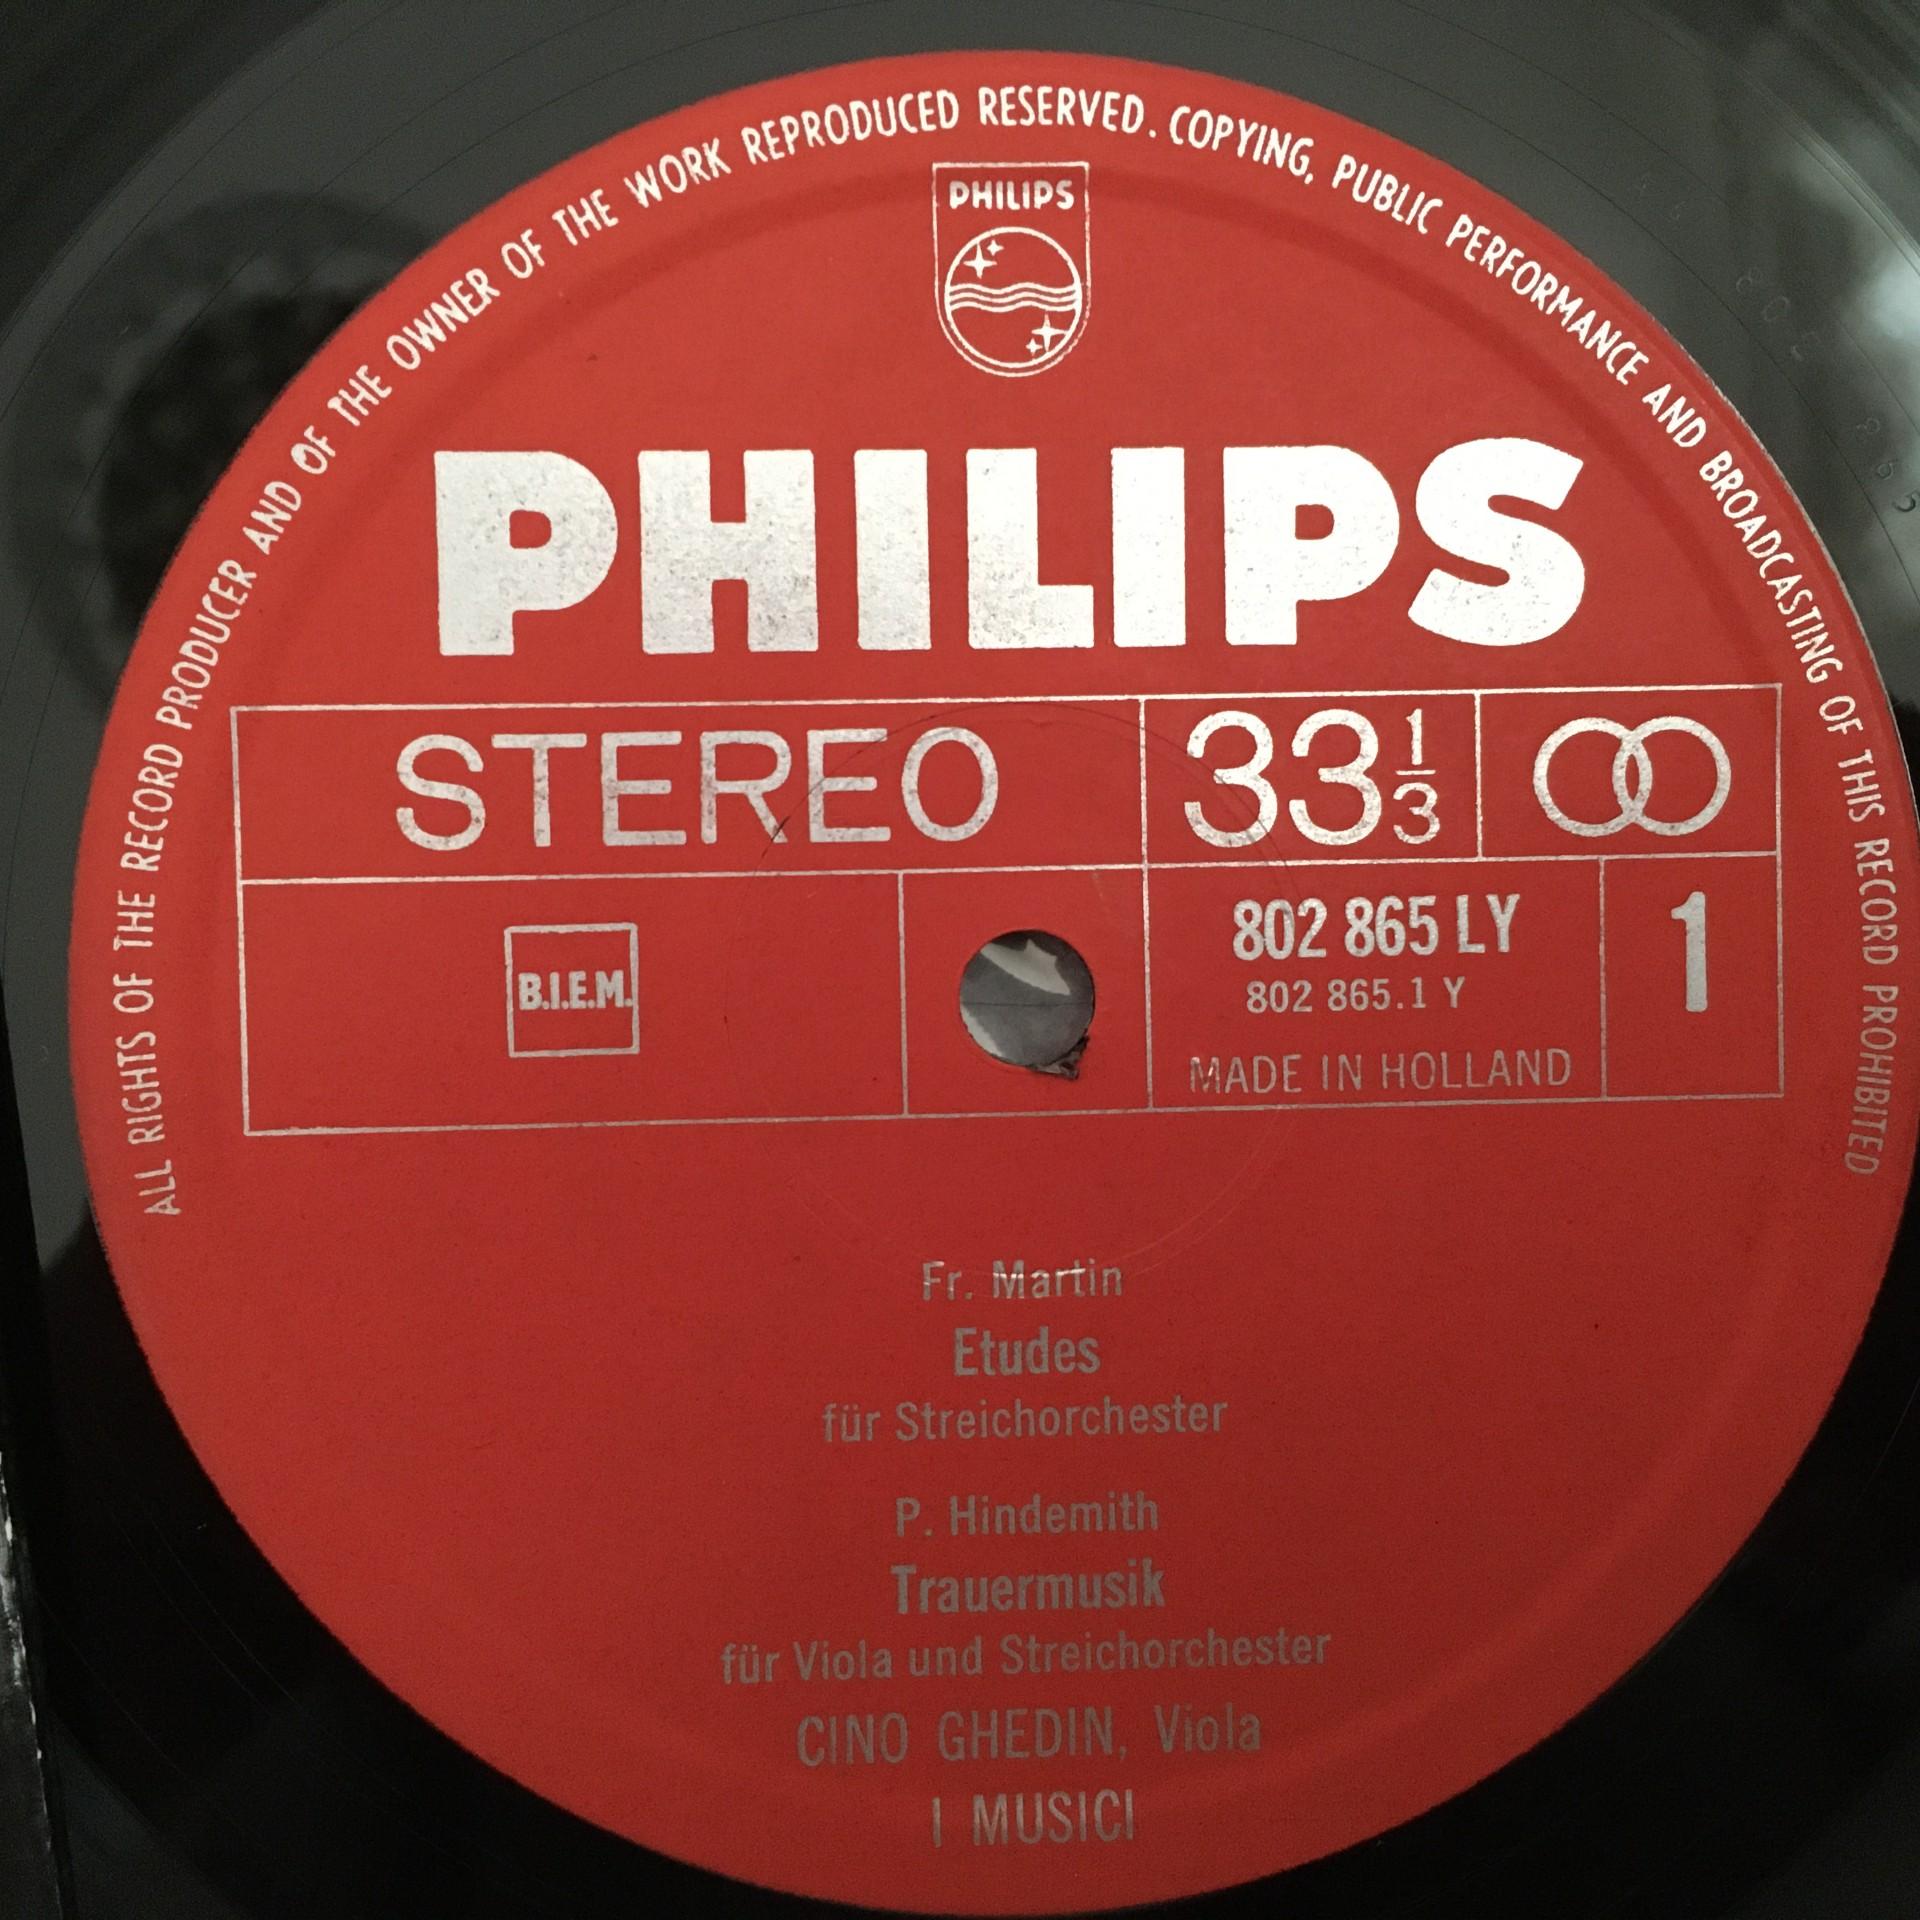 ALL RIGHTS OF THE RECORD PRODUCER AND OF THE OWNER OF THE WORK REPRODUCED RESERVED. COPYING, PUBLIC PERFORMANCE AND BROADCASTING OF THIS RECORD PROHIBITED
PHILIPS
PHILIPS
STEREO 33 1/3
B.I.E.M. 802 865 LY 1
802 865.1 Y
MADE IN HOLLAND
Fr. Martin
Etudes
für Streichorchester
P. Hindemith
Trauermusik
für Viola und Streichorchester
CINO GHEDIN, Viola
I MUSICI